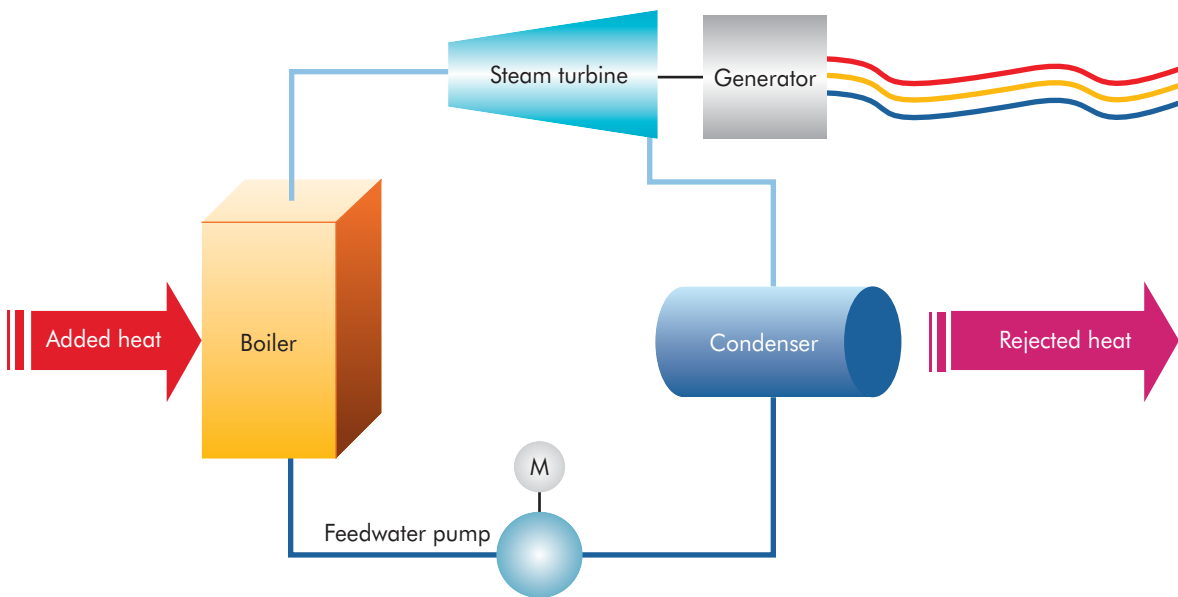 Steam turbine
Generator
Added heat
Boiler
Condenser
Rejected heat
M
Feedwater pump